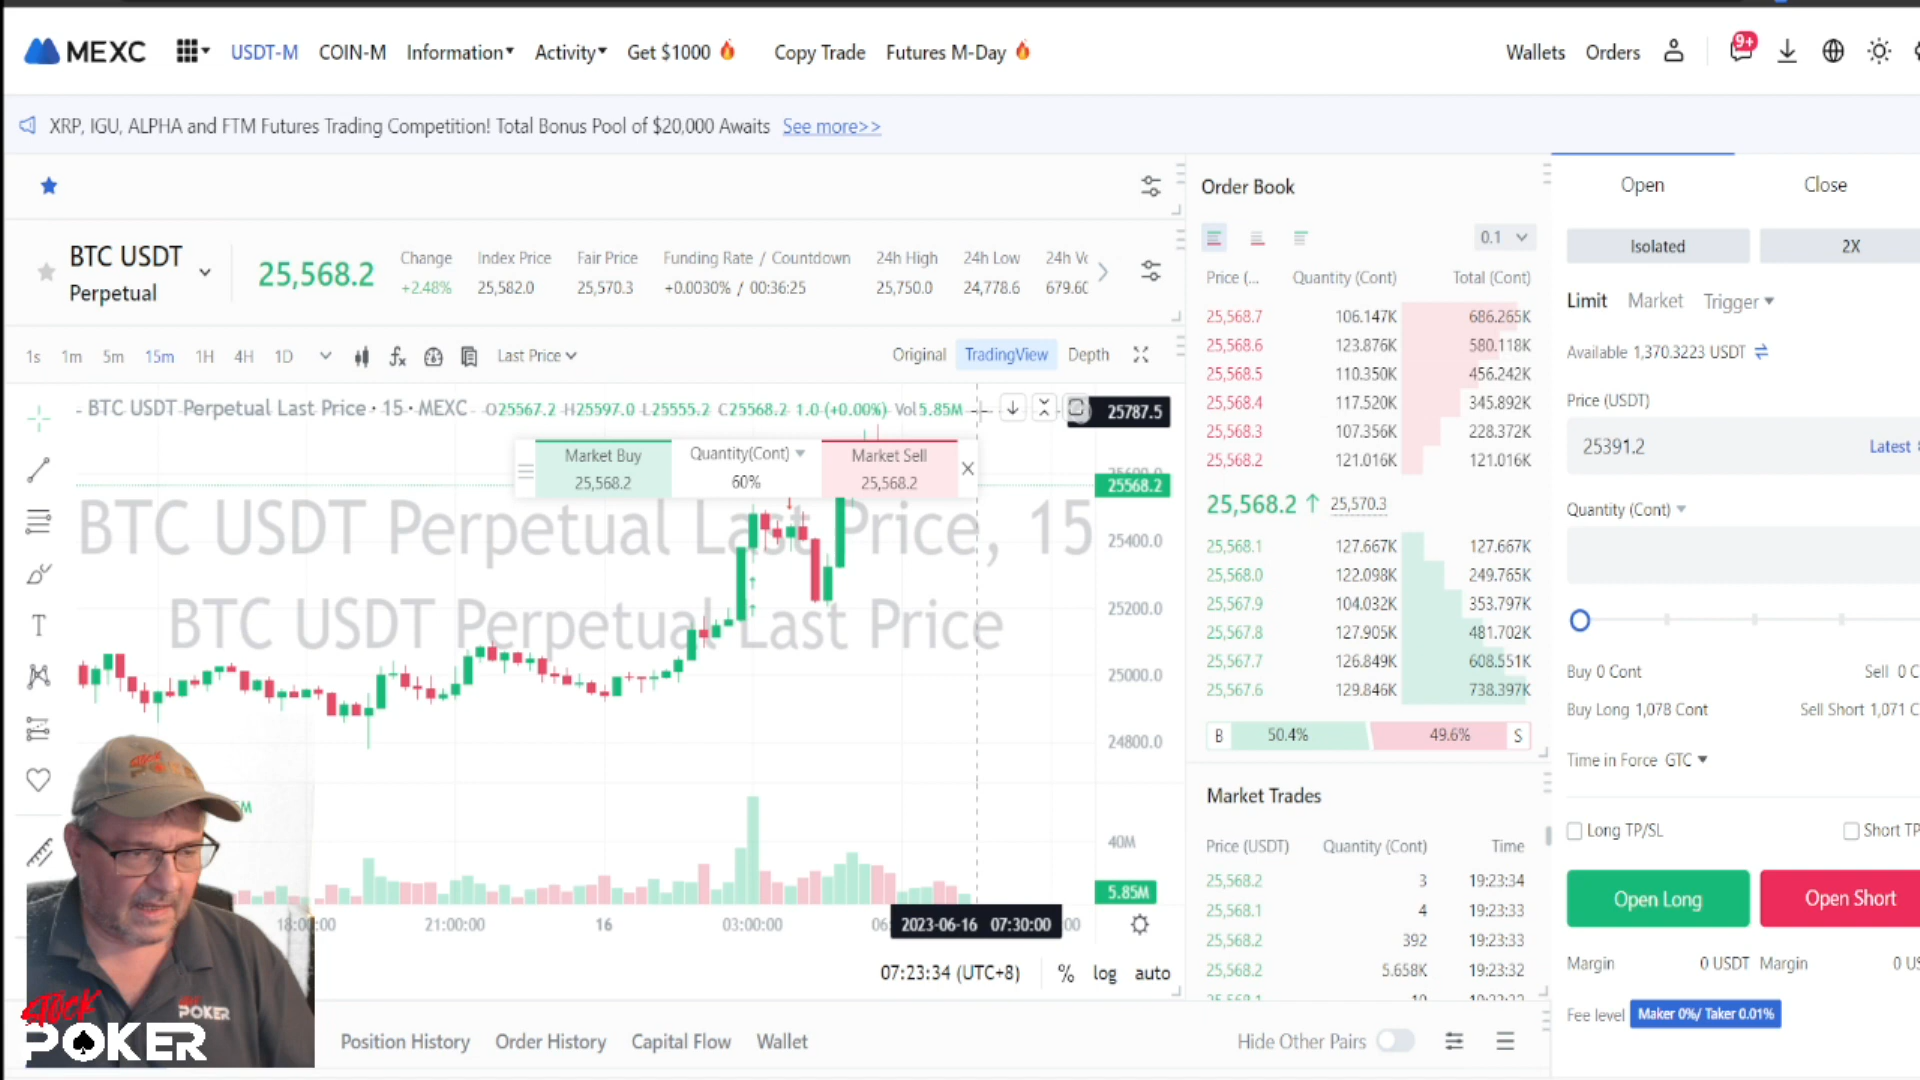 MEXC USDT-M COIN-M Information Activity Get $1000 Copy Trade Futures M-Day Wallets Orders 9+
XRP, IGU, ALPHA and FTM Futures Trading Competition! Total Bonus Pool of $20,000 Awaits See more>>
BTC USDT
Perpetual
25,568.2
Change Index Price Fair Price Funding Rate / Countdown 24h High 24h Low
+2.48% 25,582.0 25,570.3 +0.0030% / 00:36:25 25,750.0 24,778.6 679.60
1s 1m 5m 15m 1H 4H 1D Last Price Original TradingView Depth
BTC USDT Perpetual Last Price · 15 · MEXC O25567.2 H25597.0 L25555.2 C25568.2 1.0 (+0.00%) Vol 5.85M
25787.5
Market Buy Quantity(Cont) Market Sell
25,568.2 60% 25,568.2
25568.2
BTC USDT Perpetual Last Price, 15
BTC USDT Perpetual Last Price
25400.0
25200.0
25000.0
24800.0
40M
5.85M
18:00:00 21:00:00 16 03:00:00 2023-06-16 07:30:00
07:23:34 (UTC+8) % log auto
Order Book
0.1
Price (... Quantity (Cont) Total (Cont)
25,568.7 106.147K 686.265K
25,568.6 123.876K 580.118K
25,568.5 110.350K 456.242K
25,568.4 117.520K 345.892K
25,568.3 107.356K 228.372K
25,568.2 121.016K 121.016K
25,568.2 ↑ 25,570.3
25,568.1 127.667K 127.667K
25,568.0 122.098K 249.765K
25,567.9 104.032K 353.797K
25,567.8 127.905K 481.702K
25,567.7 126.849K 608.551K
25,567.6 129.846K 738.397K
B 50.4% 49.6% S
Market Trades
Price (USDT) Quantity (Cont) Time
25,568.2 3 19:23:34
25,568.1 4 19:23:33
25,568.2 392 19:23:33
25,568.2 5.658K 19:23:32
Open Close
Isolated 2X
Limit Market Trigger
Available 1,370.3223 USDT
Price (USDT)
25391.2 Latest
Quantity (Cont)
Buy 0 Cont Sell 0 C
Buy Long 1,078 Cont Sell Short 1,071 C
Time in Force GTC
Long TP/SL Short TP
Open Long Open Short
Margin 0 USDT Margin 0 US
Fee level Maker 0%/ Taker 0.01%
Position History Order History Capital Flow Wallet Hide Other Pairs
POKER
STOCK
POKER